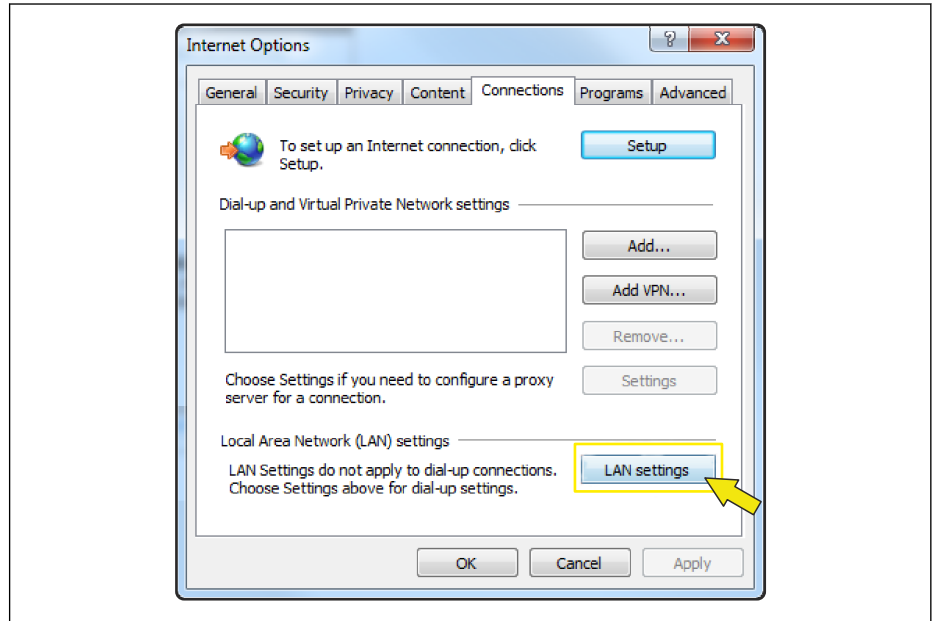 Internet Options
General Security Privacy Content Connections Programs Advanced
To set up an Internet connection, click
Setup.
Setup
Dial-up and Virtual Private Network settings
Add...
Add VPN...
Remove...
Choose Settings if you need to configure a proxy
server for a connection.
Settings
Local Area Network (LAN) settings
LAN Settings do not apply to dial-up connections.
Choose Settings above for dial-up settings.
LAN settings
OK Cancel Apply